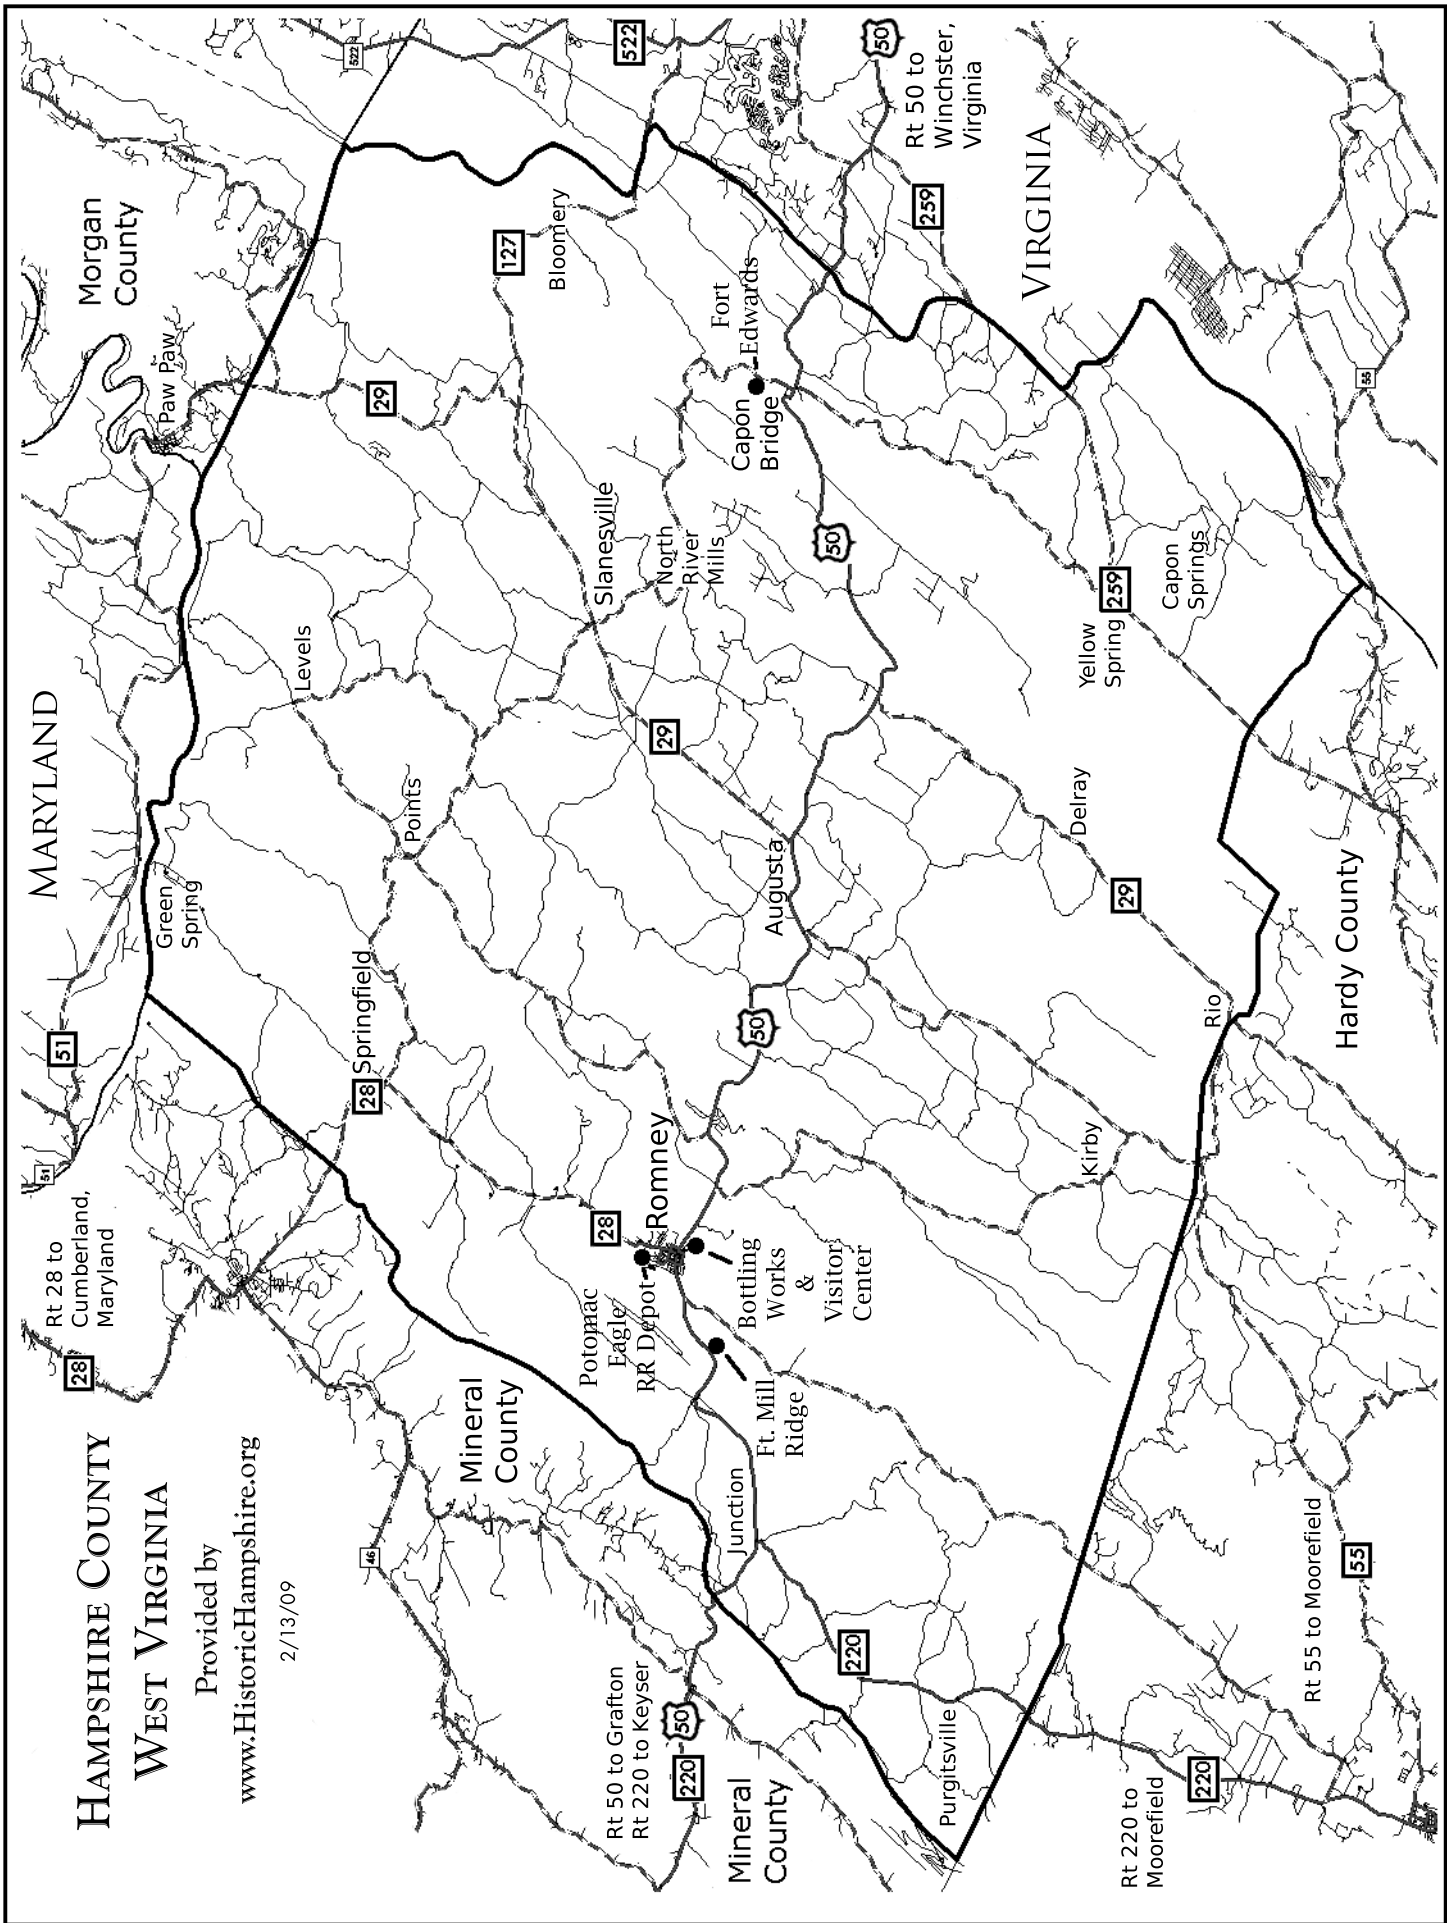 HAMPSHIRE COUNTY
WEST VIRGINIA
Provided by
www.HistoricHampshire.org
2/13/09
Rt 28 to
Cumberland,
Maryland
28
51
51
MARYLAND
Morgan
County
Paw Paw
522
522
50
Rt 50 to
Winchster,
Virginia
259
VIRGINIA
46
Mineral
County
28
Springfield
Green
Spring
Points
Levels
29
127
Bloomery
Slanesville
North
River
Mills
Capon
Bridge
Fort
Edwards
50
29
28
Romney
Potomac
Eagle
RR Depot
Bottling
Works
&
Visitor
Center
Ft. Mill
Ridge
Junction
50
Augusta
Delray
29
Yellow
Spring
259
Capon
Springs
55
Kirby
Rio
Hardy County
Rt 50 to Grafton
Rt 220 to Keyser
50
220
Mineral
County
220
Purgitsville
Rt 220 to
Moorefield
220
Rt 55 to Moorefield
55